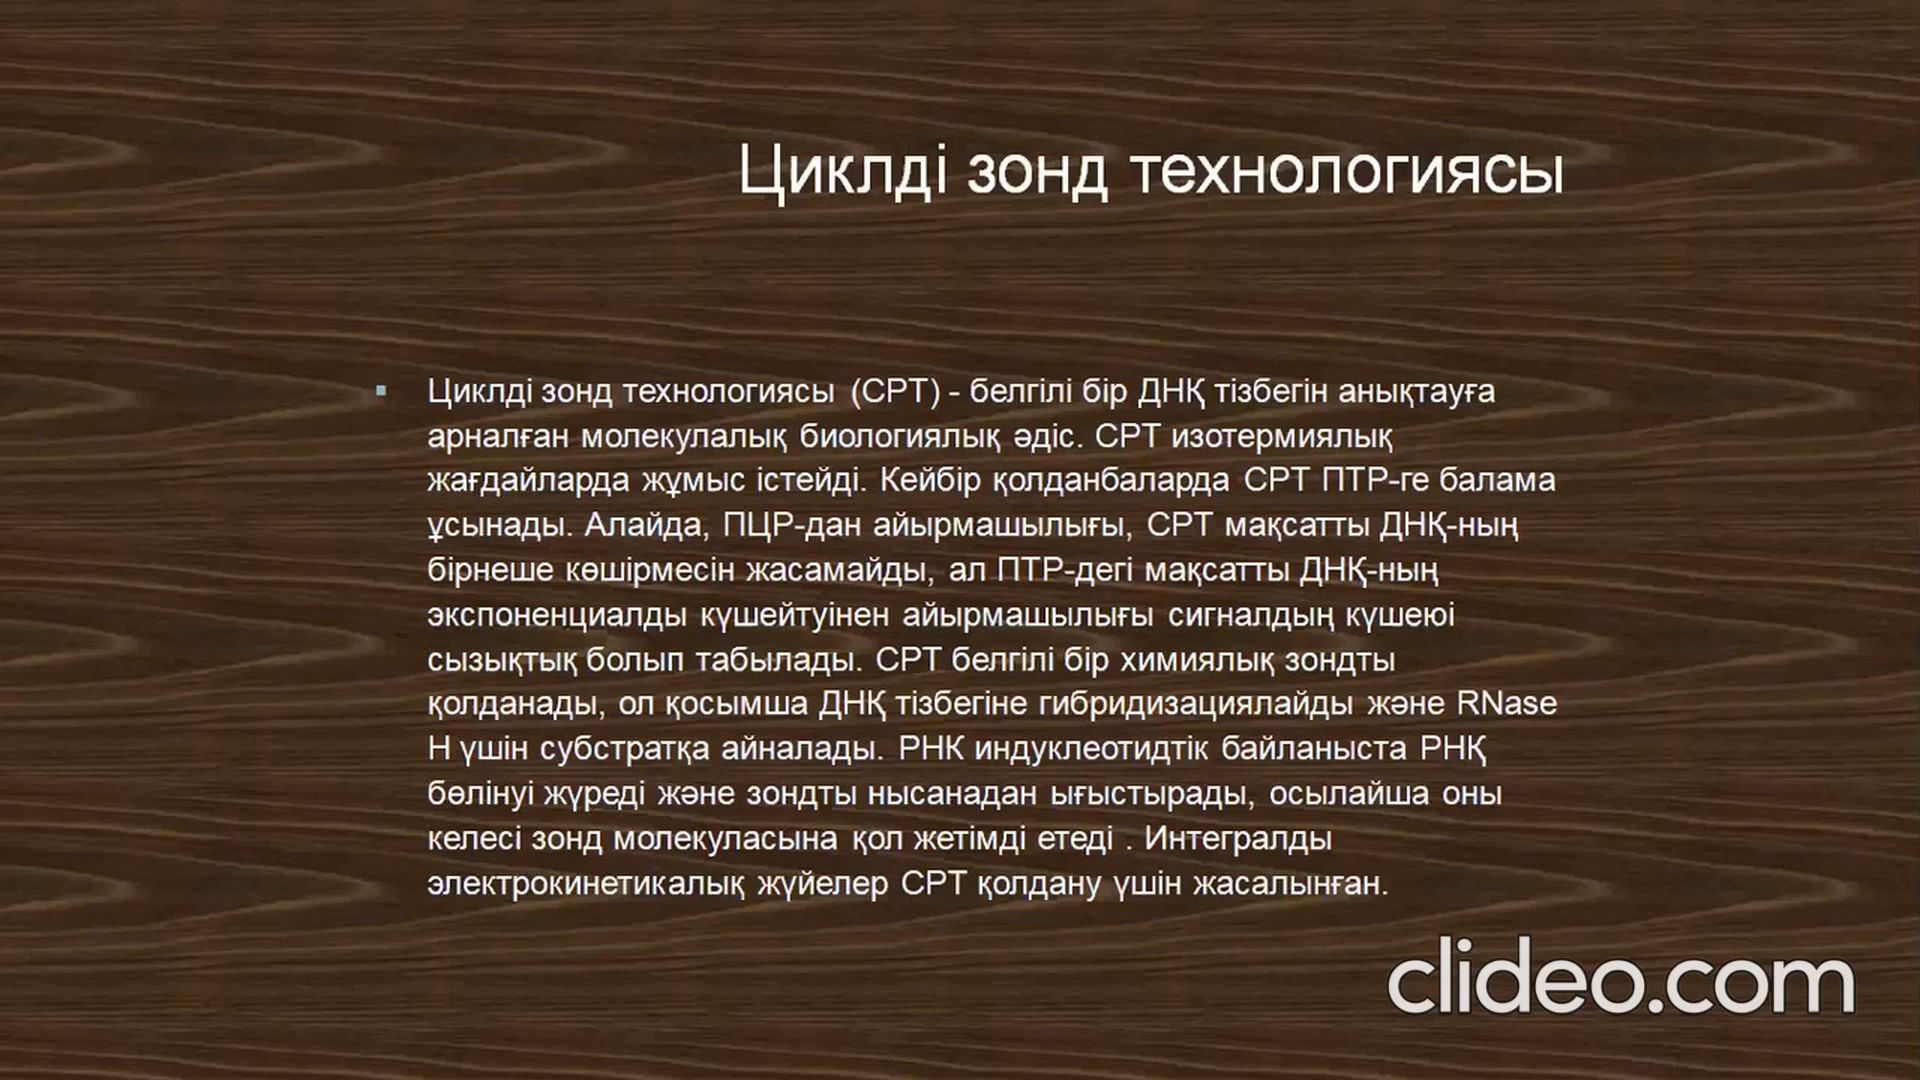 Циклді зонд технологиясы
Циклді зонд технологиясы (CPT) - белгілі бір ДНҚ тізбегін анықтауға
арналған молекулалық биологиялық әдіс. CPT изотермиялық
жағдайларда жұмыс істейді. Кейбір қолданбаларда CPT ПТР-ге балама
ұсынады. Алайда, ПЦР-дан айырмашылығы, CPT мақсатты ДНҚ-ның
бірнеше көшірмесін жасамайды, ал ПТР-дегі мақсатты ДНҚ-ның
экспоненциалды күшейтуінен айырмашылығы сигналдың күшеюі
сызықтық болып табылады. CPT белгілі бір химиялық зондты
қолданады, ол қосымша ДНҚ тізбегіне гибридизациялайды және RNase
H үшін субстратқа айналады. РНК индуклеотидтік байланыста РНҚ
бөлінуі жүреді және зондты нысанадан ығыстырады, осылайша оны
келесі зонд молекуласына қол жетімді етеді . Интегралды
электрокинетикалық жүйелер CPT қолдану үшін жасалынған.
clideo.com